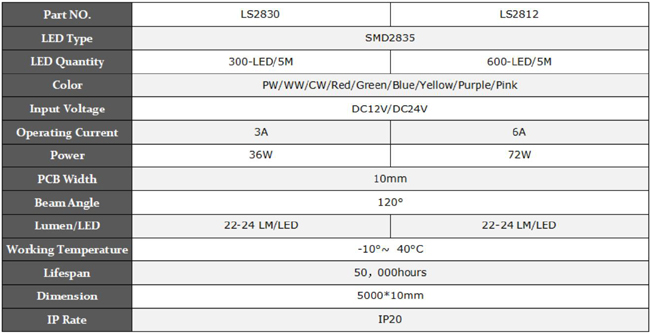 Part NO. LS2830 LS2812
LED Type SMD2835
LED Quantity 300-LED/5M 600-LED/5M
Color PW/WW/CW/Red/Green/Blue/Yellow/Purple/Pink
Input Voltage DC12V/DC24V
Operating Current 3A 6A
Power 36W 72W
PCB Width 10mm
Beam Angle 120°
Lumen/LED 22-24 LM/LED 22-24 LM/LED
Working Temperature -10°~ 40°C
Lifespan 50，000hours
Dimension 5000*10mm
IP Rate IP20